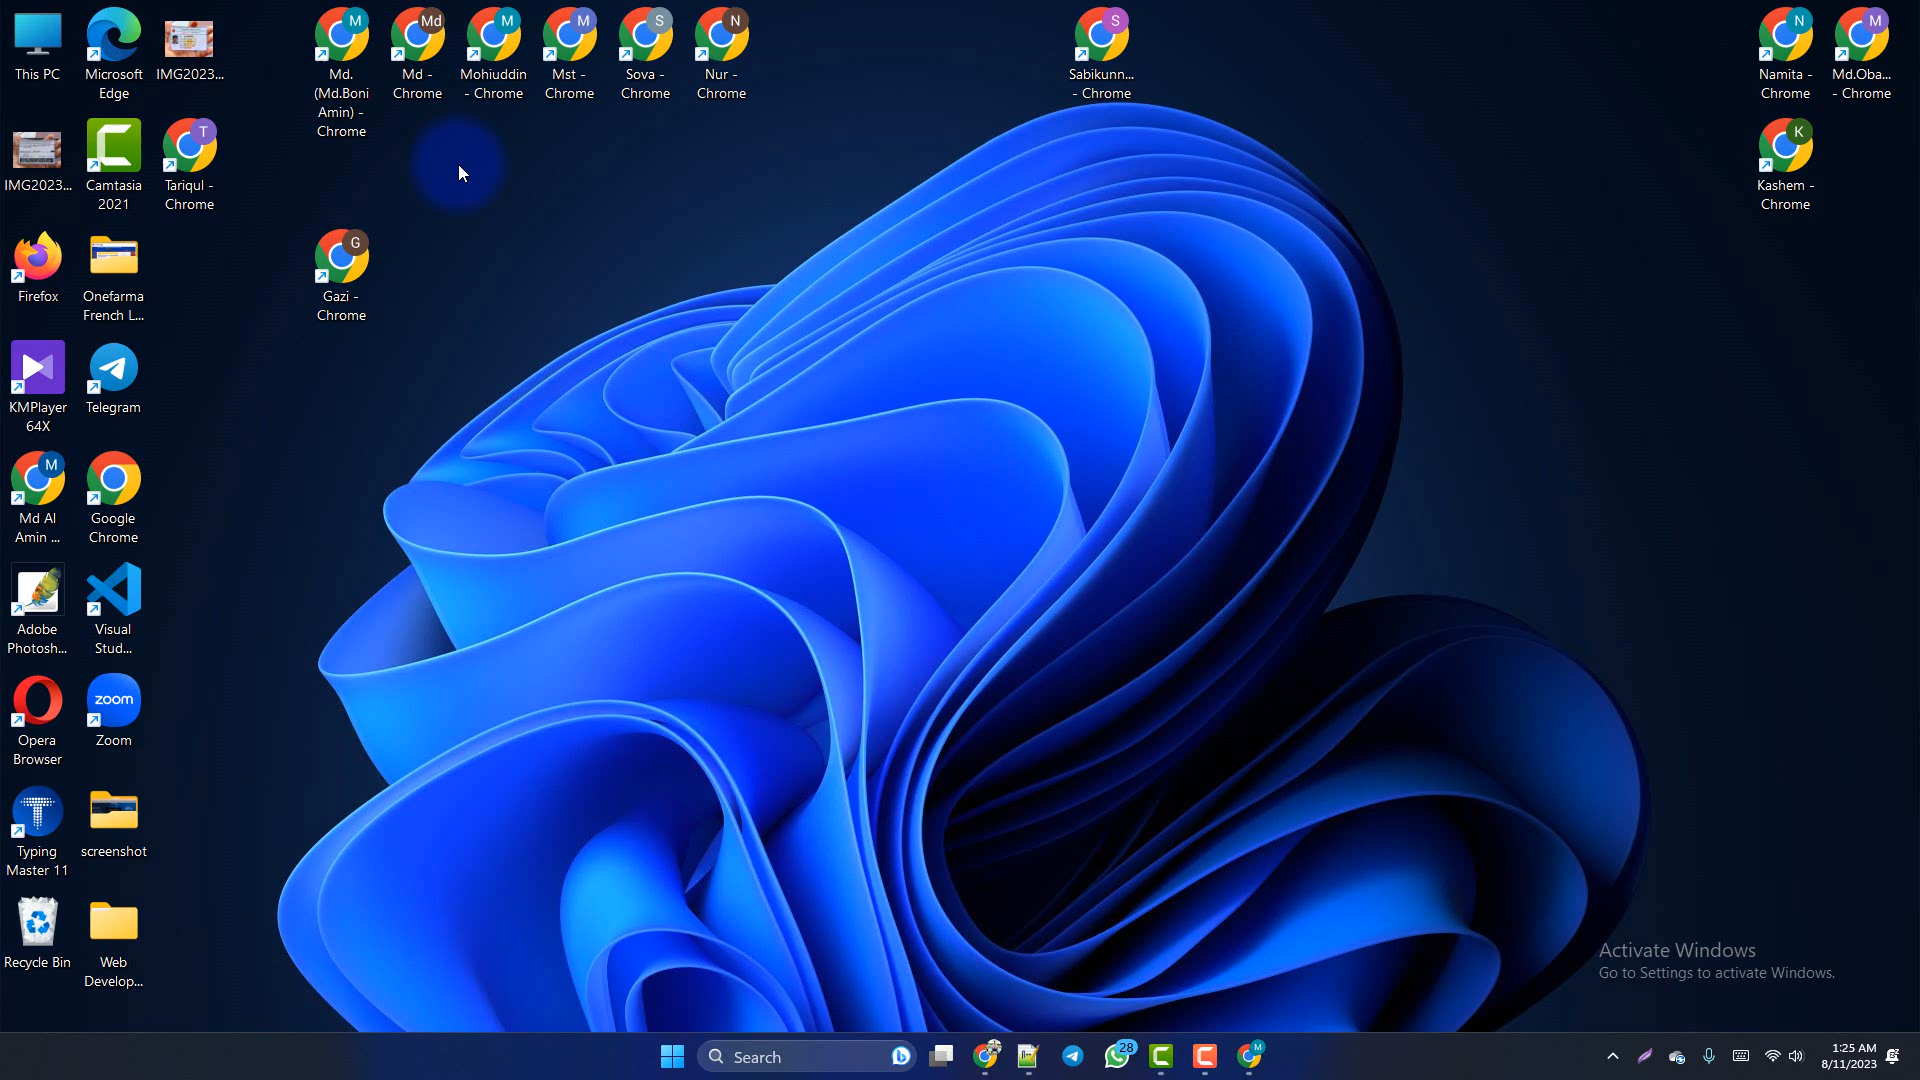 This PC
Microsoft
Edge
IMG2023...
M
Md.
(Md.Boni
Amin) -
Chrome
Md
Md -
Chrome
M
Mohiuddin
- Chrome
M
Mst -
Chrome
S
Sova -
Chrome
N
Nur -
Chrome
S
Sabikunn...
- Chrome
N
Namita -
Chrome
M
Md.Oba...
- Chrome
IMG2023...
Camtasia
2021
T
Tariqul -
Chrome
K
Kashem -
Chrome
Firefox
Onefarma
French L...
G
Gazi -
Chrome
KMPlayer
64X
Telegram
M
Md Al
Amin ...
Google
Chrome
Adobe
Photosh...
Visual
Stud...
Opera
Browser
zoom
Zoom
T
Typing
Master 11
screenshot
Recycle Bin
Web
Develop...
Activate Windows
Go to Settings to activate Windows.
Search
28
M
1:25 AM
8/11/2023